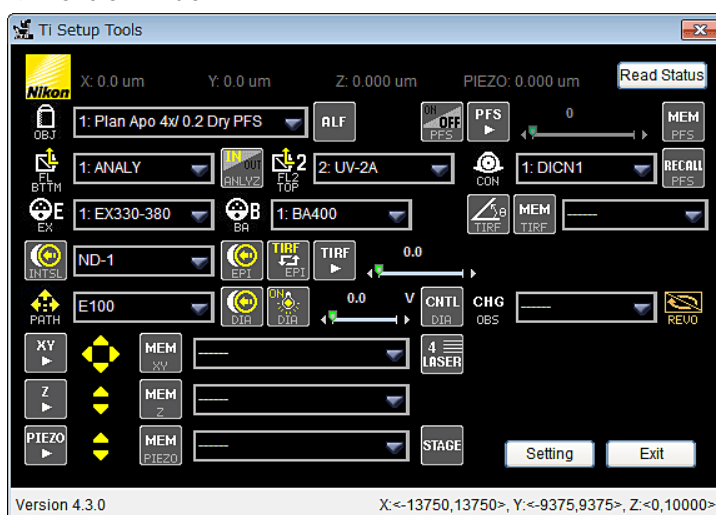 Ti Setup Tools
Nikon X: 0.0 um Y: 0.0 um Z: 0.000 um PIEZO: 0.000 um Read Status
OBJ 1: Plan Apo 4x/ 0.2 Dry PFS ALF ON OFF PFS PFS 0 MEM PFS
FL BTTM 1: ANALY IN OUT ANLYZ 2 FL2 TOP 2: UV-2A CON 1: DICN1 RECALL PFS
E EX 1: EX330-380 B BA 1: BA400 θ TIRF MEM TIRF -----
INTSL ND-1 EPI TIRF EPI TIRF 0.0
PATH E100 DIA ON DIA 0.0 V CNTL DIA CHG OBS ----- REVO
XY MEM XY ----- 4 LASER
Z MEM Z -----
PIEZO MEM PIEZO ----- STAGE
Setting Exit
Version 4.3.0 X:<-13750,13750>, Y:<-9375,9375>, Z:<0,10000>